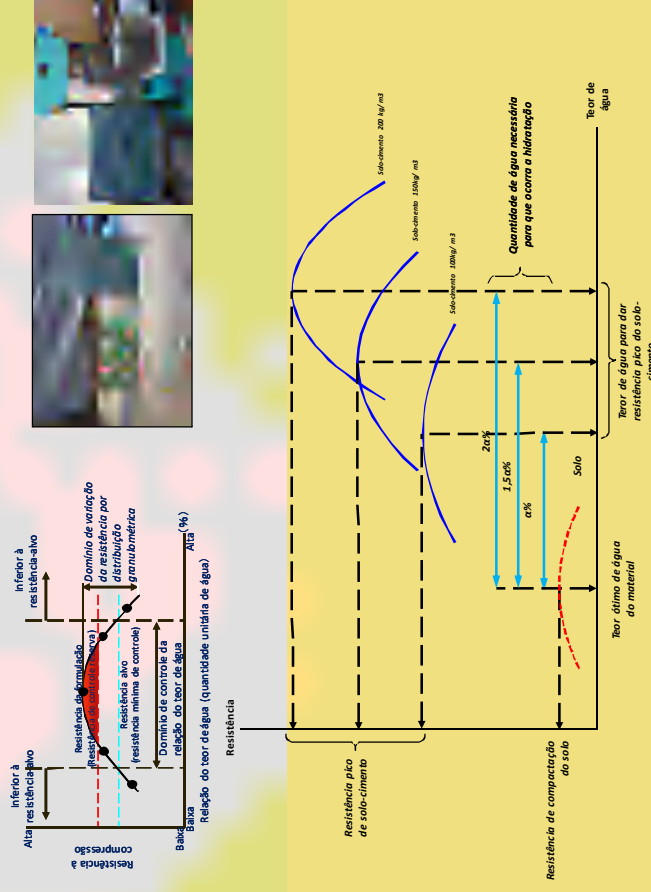 Inferior à
resistência-alvo
Inferior à
resistência-alvo
Alta
Resistência à
compressão
Baixa
Baixa
Alta
(%)
Resistência da formulação
(Resistência de controle reserva)
Resistência alvo
(resistência mínima de controle)
Domínio de controle da
relação do teor de água
Domínio de variação
da resistência por
distribuição
granulométrica
Relação do teor de água (quantidade unitária de água)
Resistência
Resistência pico
de solo-cimento
Resistência de compactação
do solo
Solo-cimento 200 kg/ m3
Solo-cimento 150kg/ m3
Solo-cimento 100kg/ m3
Quantidade de água necessária
para que ocorra a hidratação
2α%
1,5α%
α%
Solo
Teor ótimo de água
do material
Teror de água para dar
resistência pico do solo-
cimento
Teor de
água